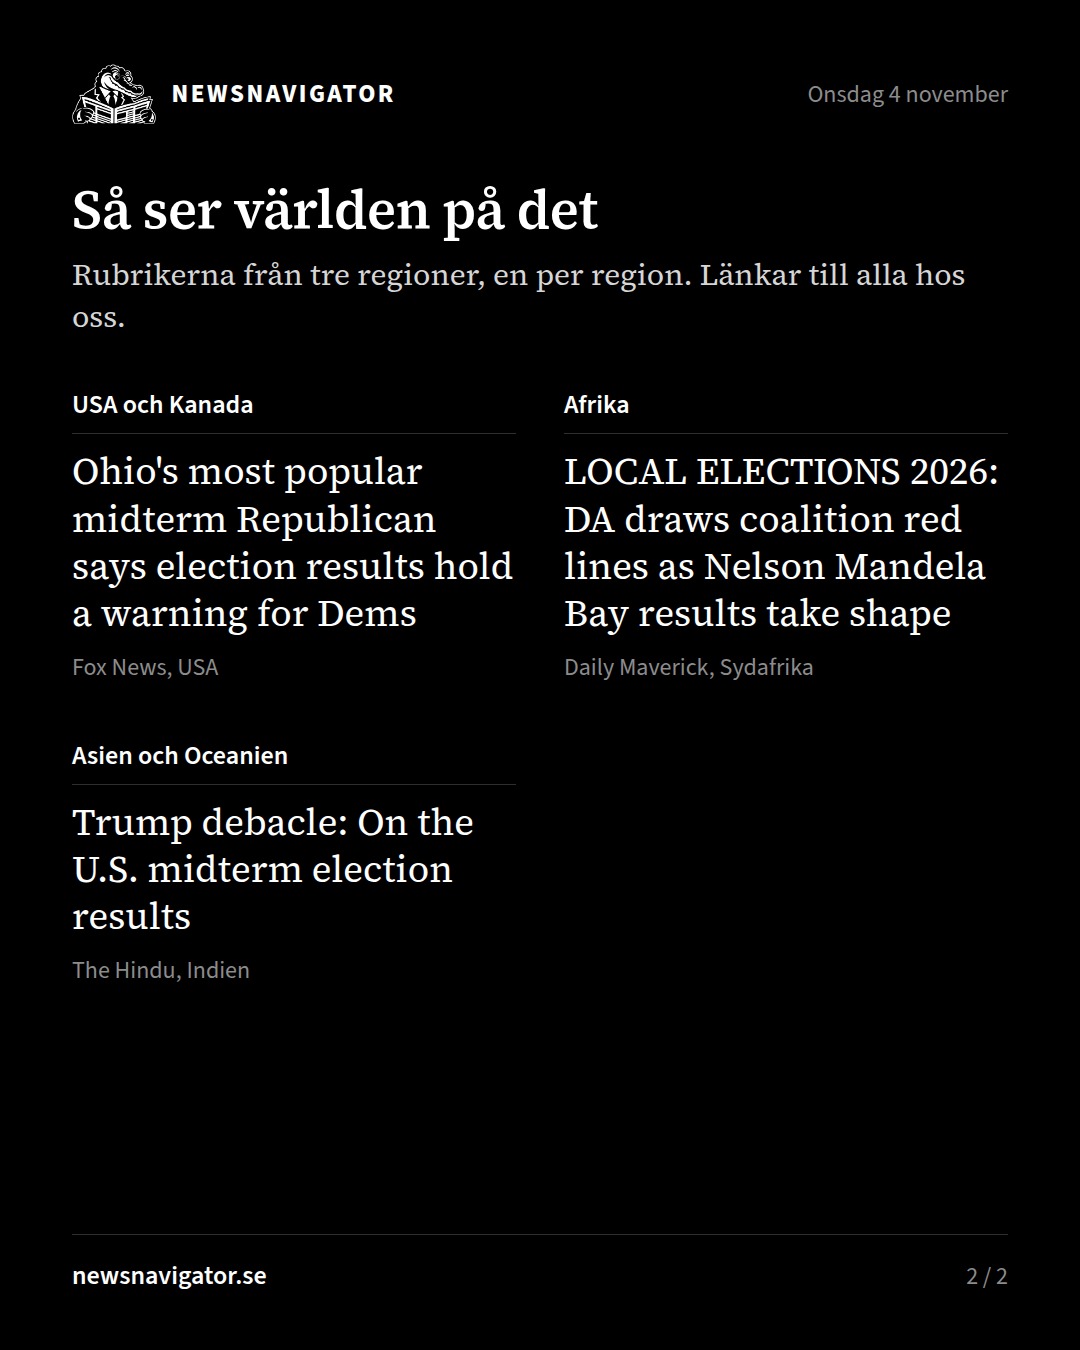 NEWSNAVIGATOR
Onsdag 4 november
Så ser världen på det
Rubrikerna från tre regioner, en per region. Länkar till alla hos
oss.
USA och Kanada
Ohio's most popular
midterm Republican
says election results hold
a warning for Dems
Fox News, USA
Afrika
LOCAL ELECTIONS 2026:
DA draws coalition red
lines as Nelson Mandela
Bay results take shape
Daily Maverick, Sydafrika
Asien och Oceanien
Trump debacle: On the
U.S. midterm election
results
The Hindu, Indien
newsnavigator.se
2 / 2